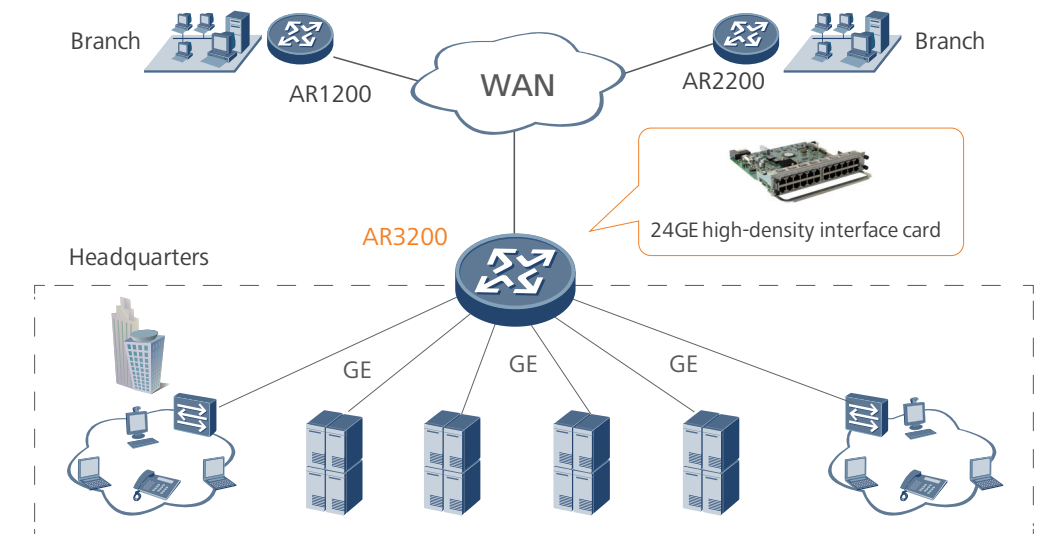 Branch
Branch
AR1200
AR2200
WAN
24GE high-density interface card
AR3200
Headquarters
GE
GE
GE